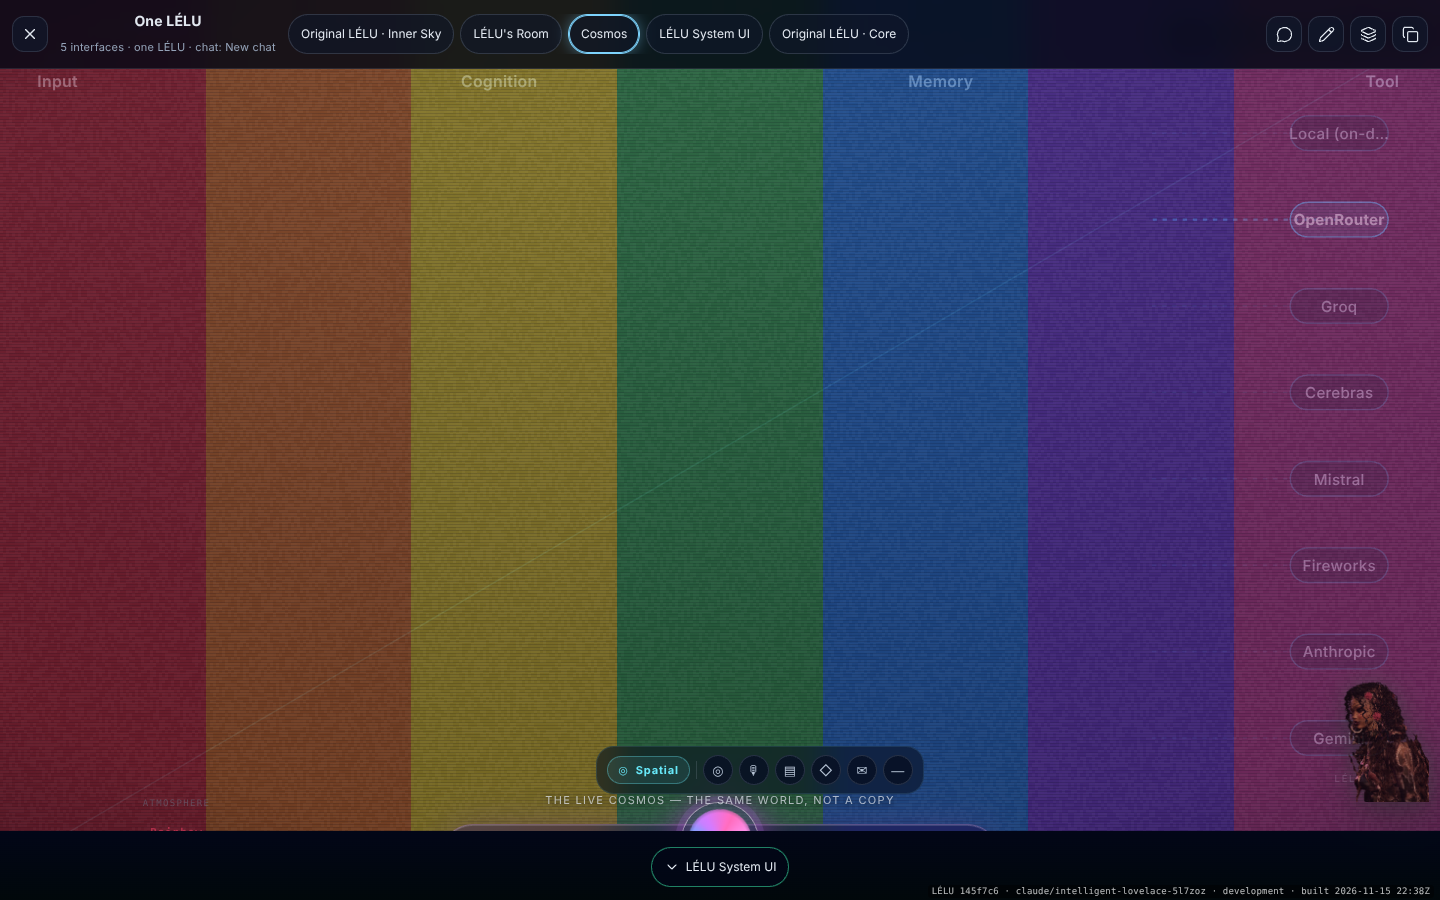 One LÉLU
5 interfaces · one LÉLU · chat: New chat
Original LÉLU · Inner Sky
LÉLU's Room
Cosmos
LÉLU System UI
Original LÉLU · Core
Input
Cognition
Memory
Tool
Local (on-d...
OpenRouter
Groq
Cerebras
Mistral
Fireworks
Anthropic
Spatial
THE LIVE COSMOS — THE SAME WORLD, NOT A COPY
ATMOSPHERE
LÉLU System UI
LÉLU 145f7c6 · claude/intelligent-lovelace-5l7zoz · development · built 2026-11-15 22:38Z